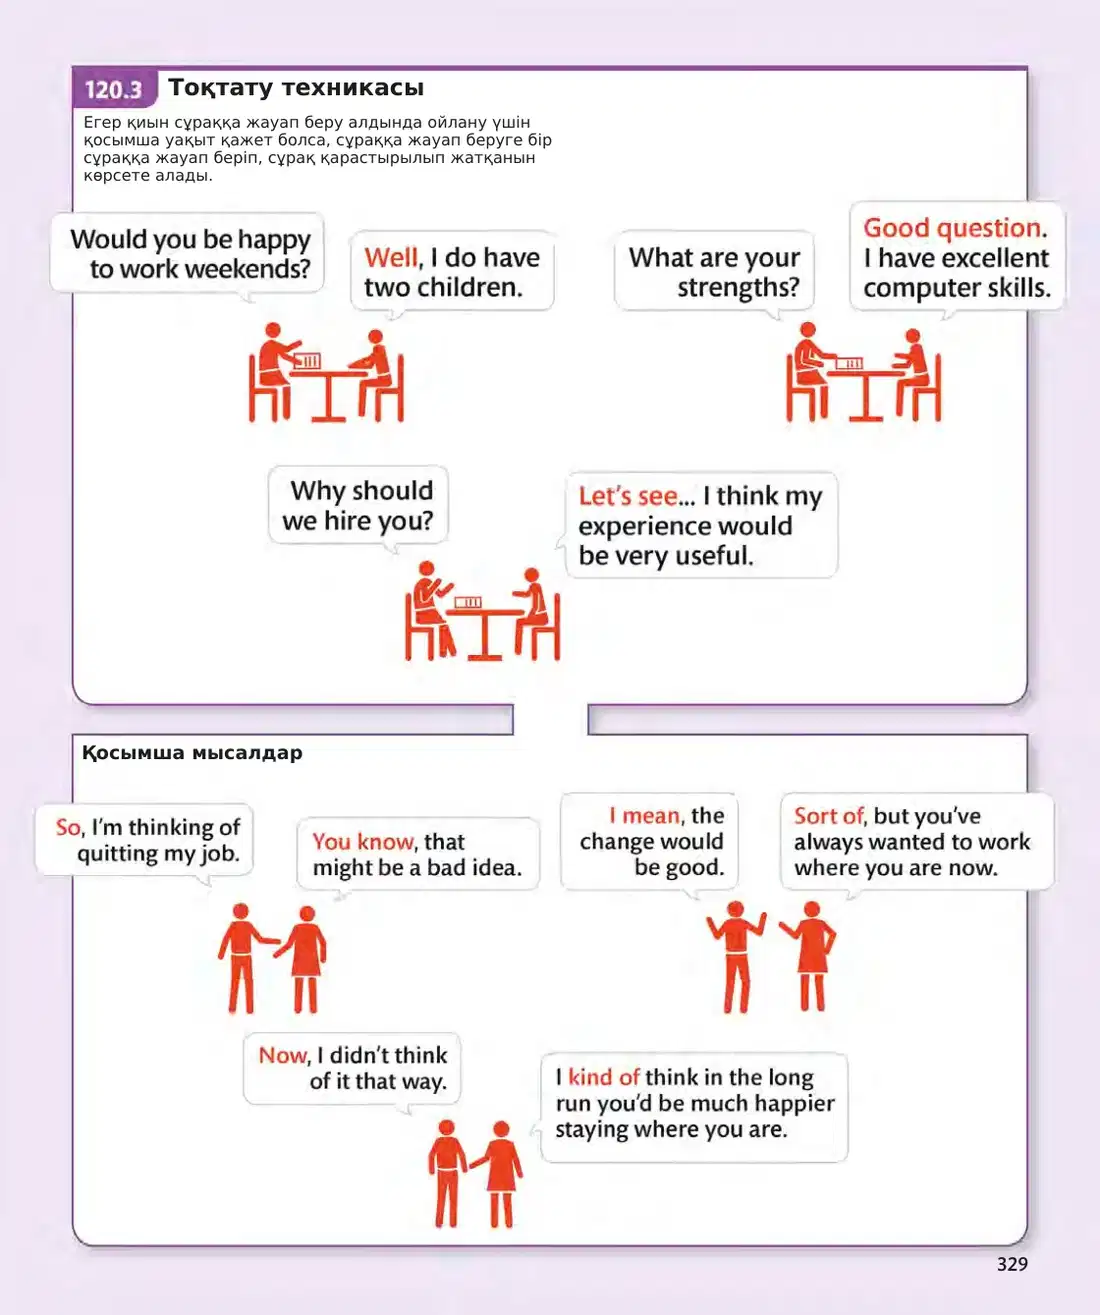 120.3 Тоқтату техникасы
Егер қиын сұраққа жауап беру алдында ойлану үшін
қосымша уақыт қажет болса, сұраққа жауап беруге бір
сұраққа жауап беріп, сұрақ қарастырылып жатқанын
көрсете алады.
Would you be happy
to work weekends?
Well, I do have
two children.
What are your
strengths?
Good question.
I have excellent
computer skills.
Why should
we hire you?
Let's see... I think my
experience would
be very useful.
Қосымша мысалдар
So, I'm thinking of
quitting my job.
You know, that
might be a bad idea.
I mean, the
change would
be good.
Sort of, but you've
always wanted to work
where you are now.
Now, I didn't think
of it that way.
I kind of think in the long
run you'd be much happier
staying where you are.
329